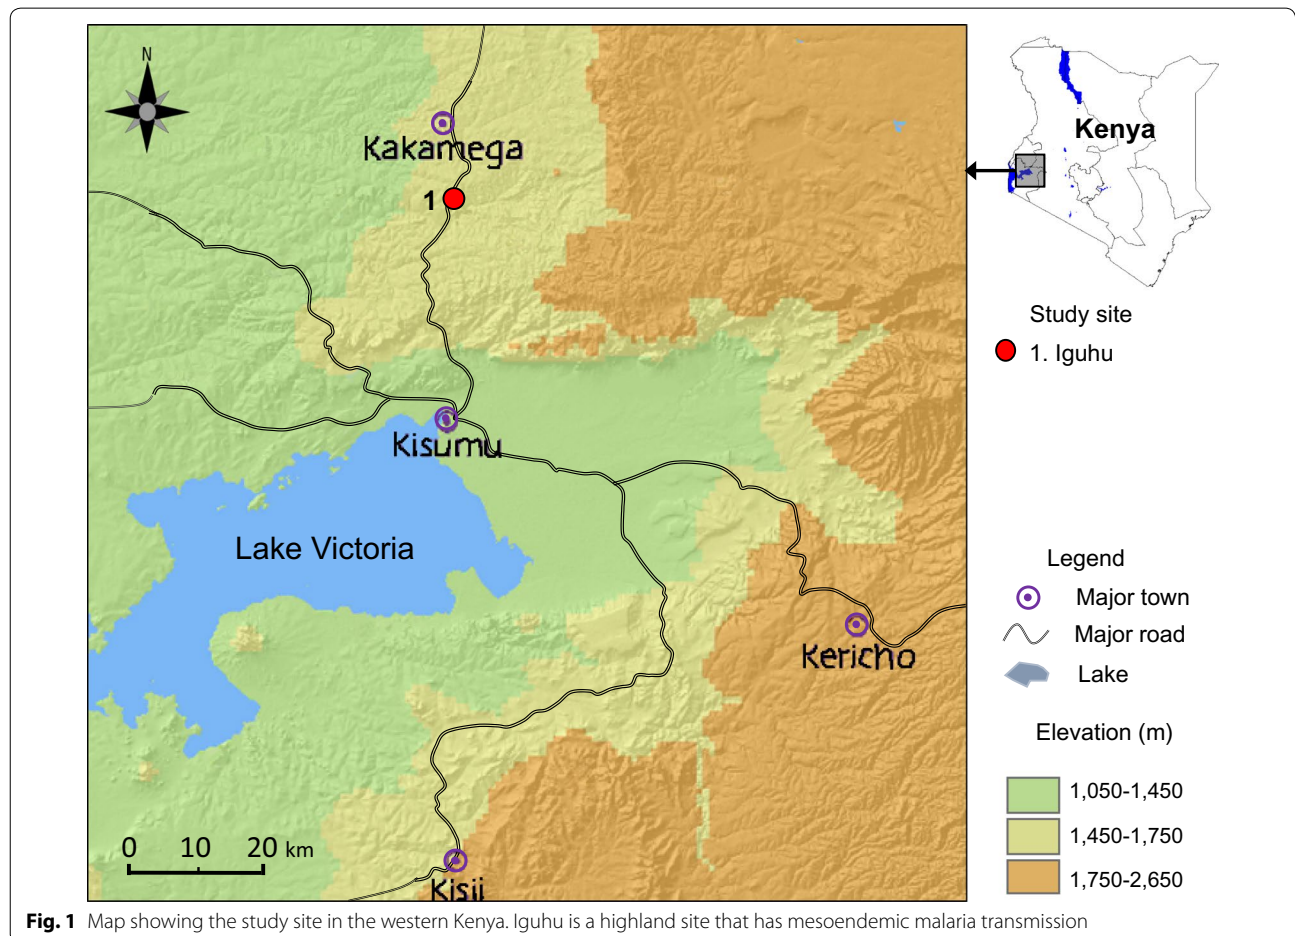 N
Kakamega
1
Kisumu
Lake Victoria
Kericho
Kisii
0 10 20 km
Kenya
Study site
1. Iguhu
Legend
Major town
Major road
Lake
Elevation (m)
1,050-1,450
1,450-1,750
1,750-2,650
Fig. 1 Map showing the study site in the western Kenya. Iguhu is a highland site that has mesoendemic malaria transmission